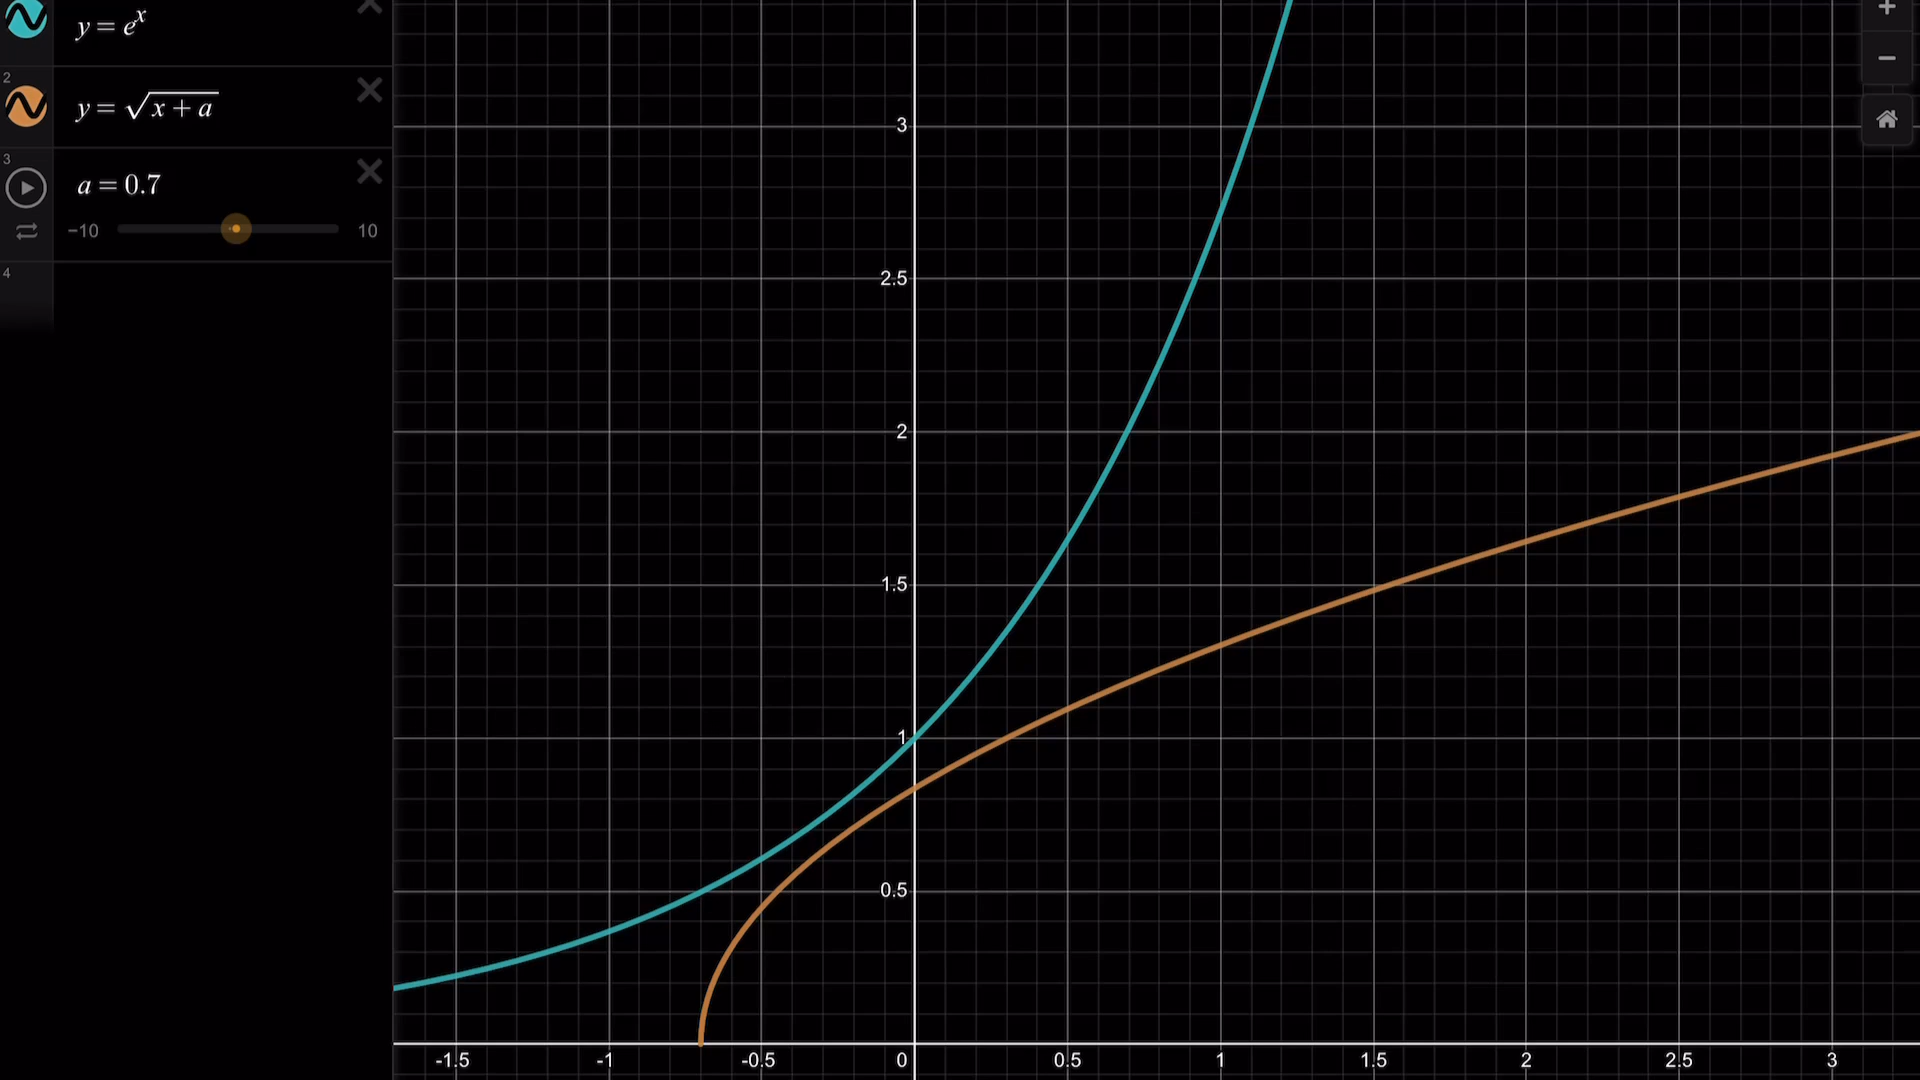 y = e^x
2
y = √(x + a)
3
a = 0.7
−10 10
4
3
2.5
2
1.5
1
0.5
-1.5 -1 -0.5 0 0.5 1 1.5 2 2.5 3